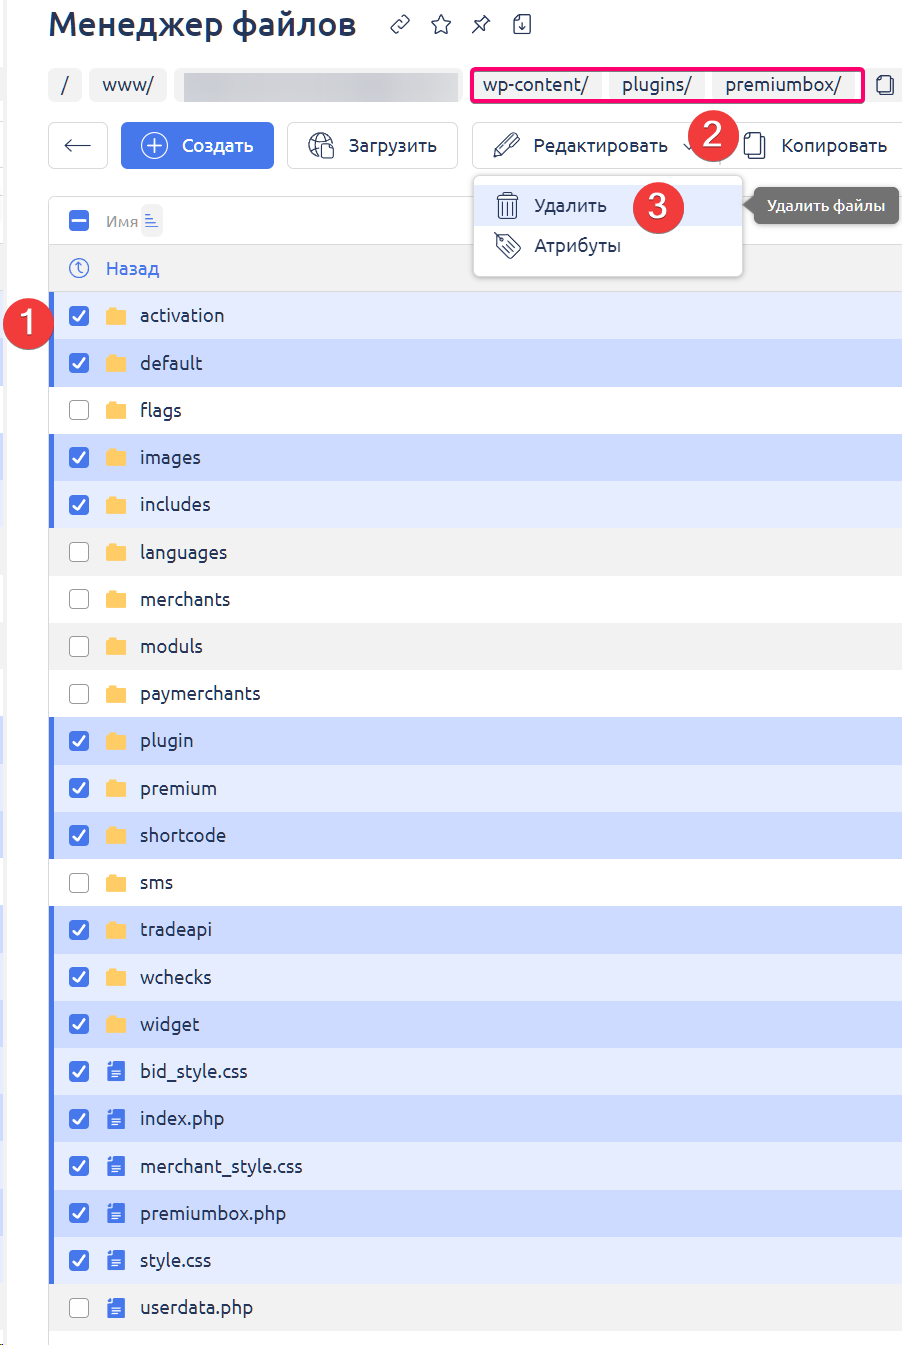 Менеджер файлов
/ www/ wp-content/ plugins/ premiumbox/
Создать Загрузить Редактировать 2 Копировать
Удалить 3 Удалить файлы
Имя
Атрибуты
Назад
1 activation
default
flags
images
includes
languages
merchants
moduls
paymerchants
plugin
premium
shortcode
sms
tradeapi
wchecks
widget
bid_style.css
index.php
merchant_style.css
premiumbox.php
style.css
userdata.php